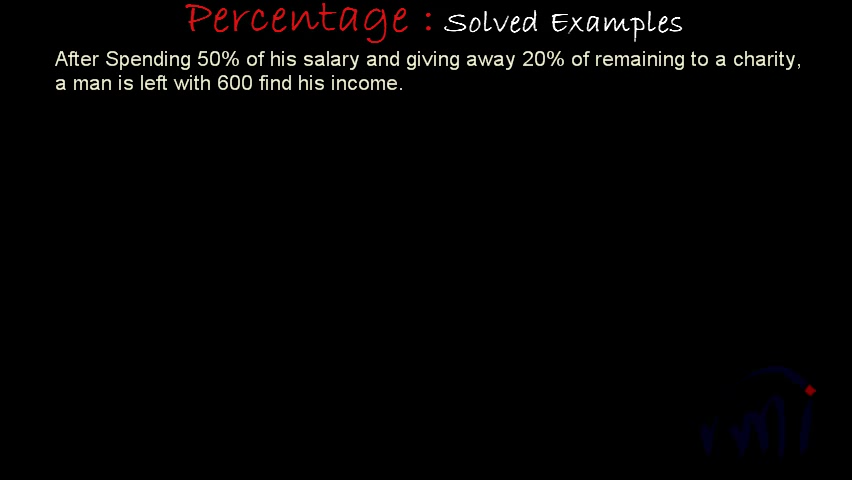 Percentage : Solved Examples
After Spending 50% of his salary and giving away 20% of remaining to a charity,
a man is left with 600 find his income.